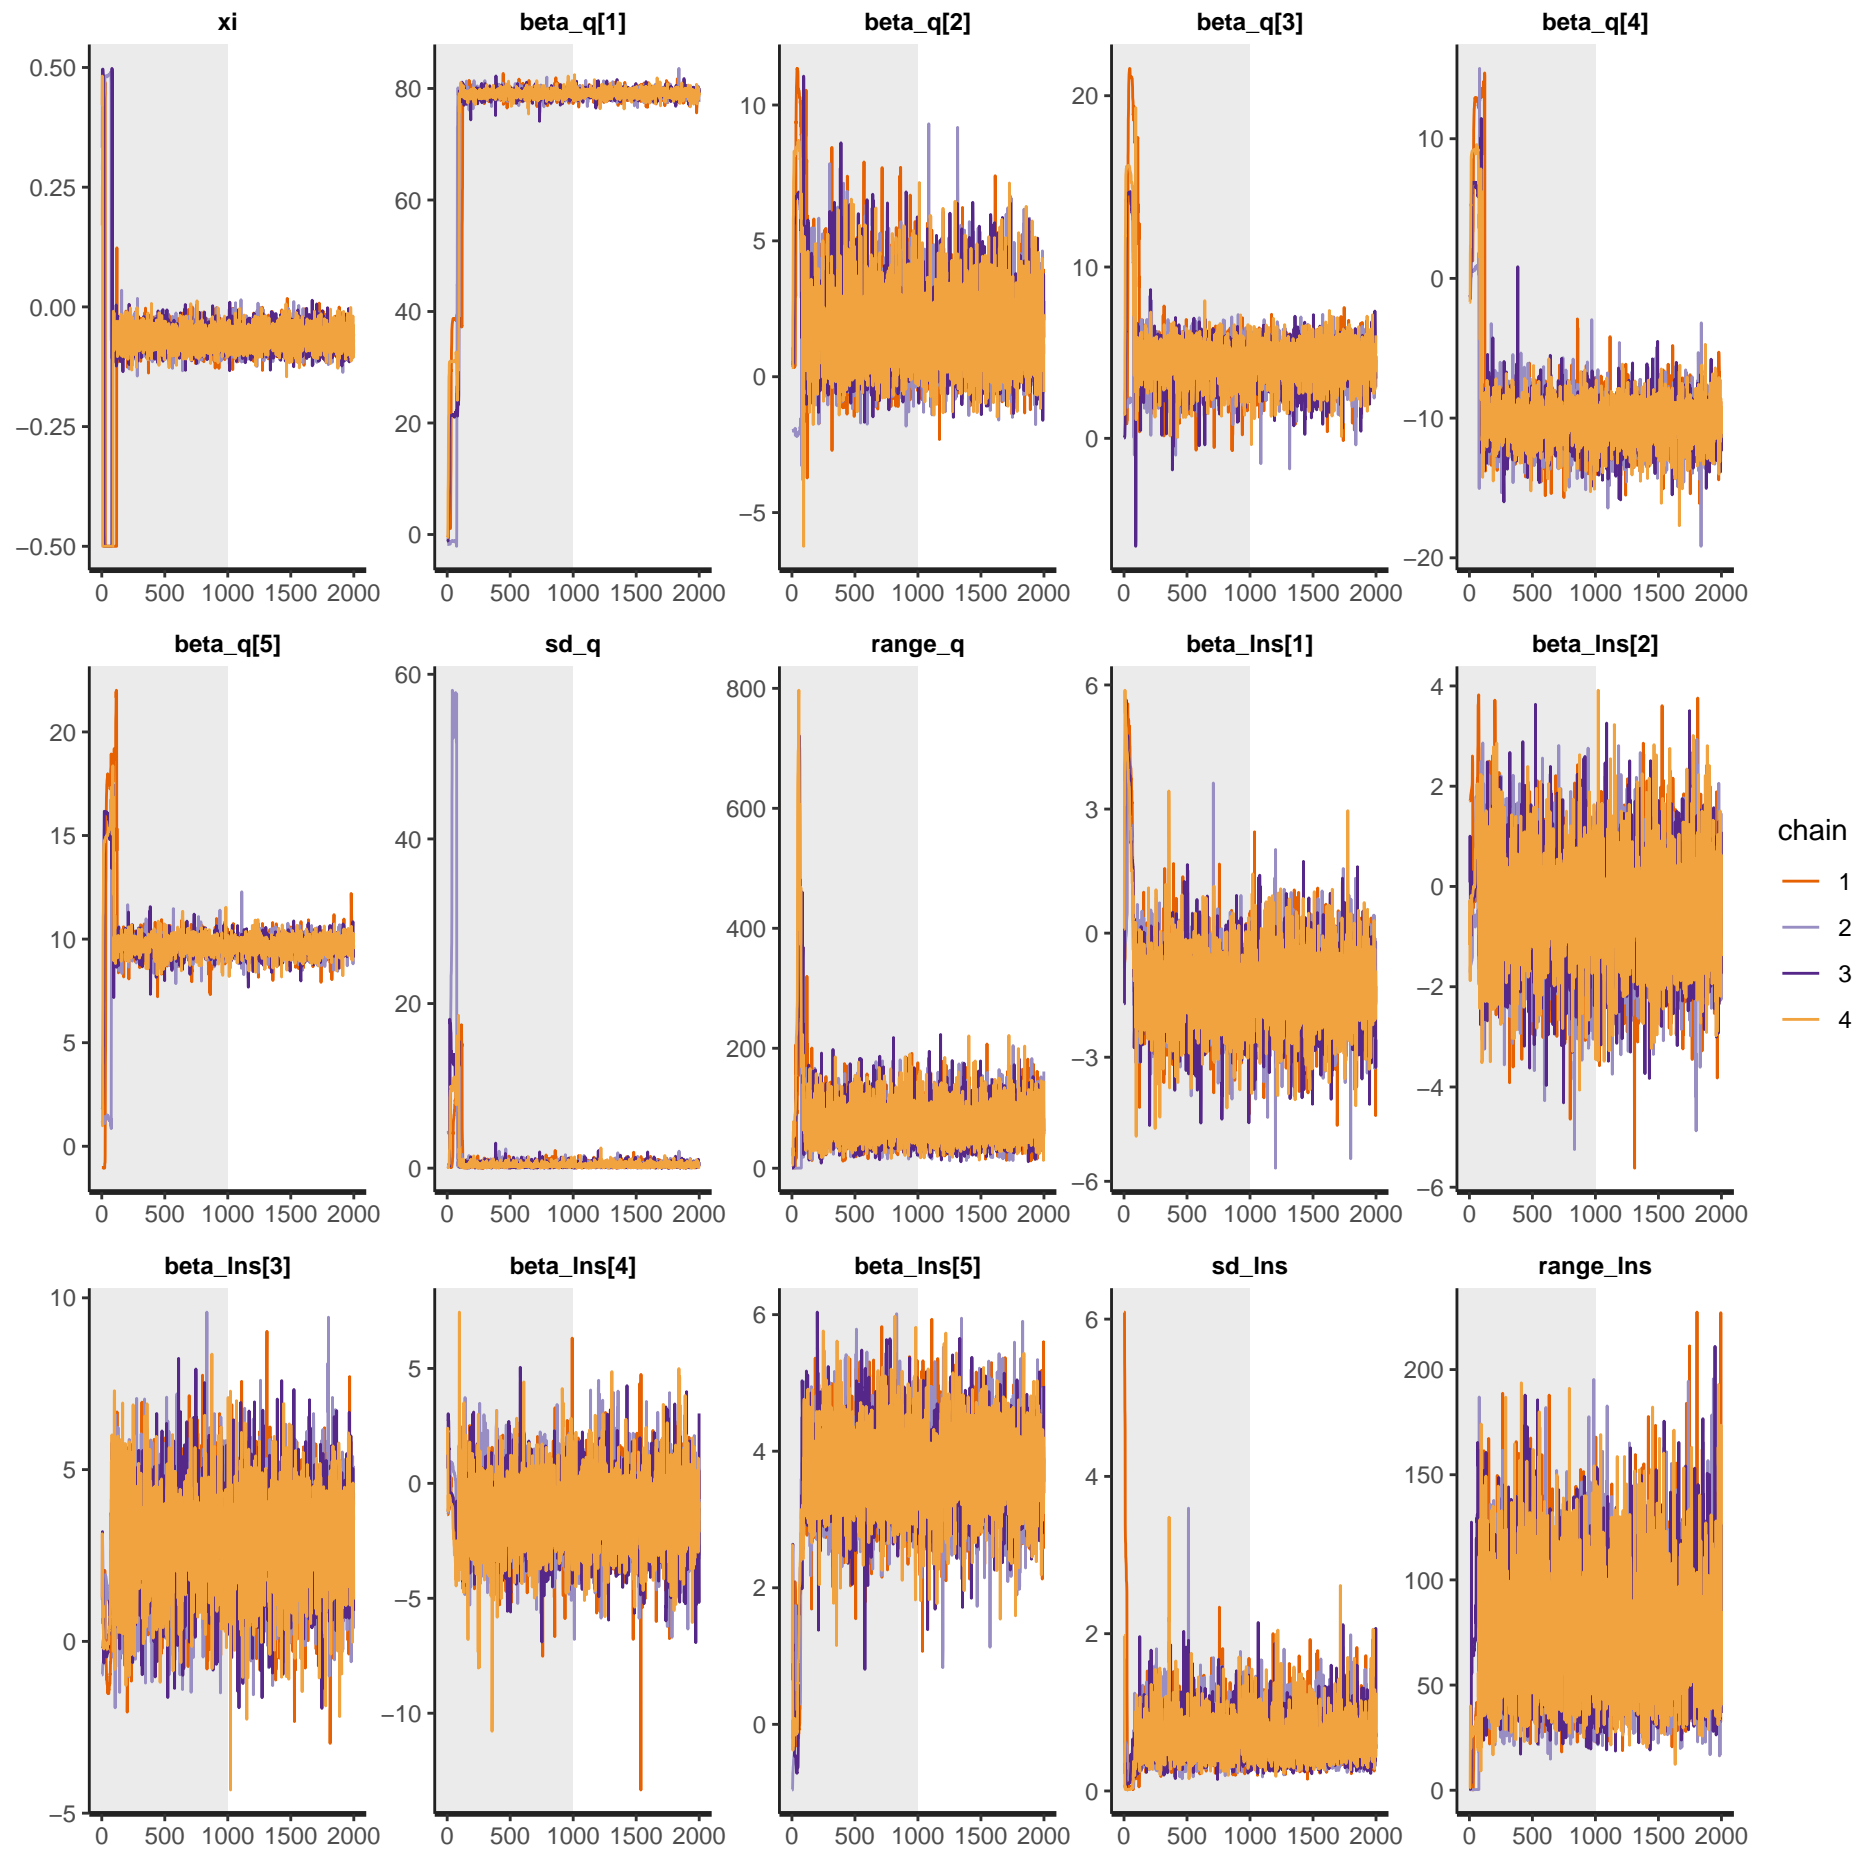 xi
beta_q[1]
beta_q[2]
beta_q[3]
beta_q[4]
0.50
0.25
0.00
−0.25
−0.50
80
60
40
20
0
10
5
0
−5
20
10
0
10
0
−10
−20
0 500 1000 1500 2000
0 500 1000 1500 2000
0 500 1000 1500 2000
0 500 1000 1500 2000
0 500 1000 1500 2000
beta_q[5]
sd_q
range_q
beta_lns[1]
beta_lns[2]
20
15
10
5
0
60
40
20
0
800
600
400
200
0
6
3
0
−3
−6
4
2
0
−2
−4
−6
0 500 1000 1500 2000
0 500 1000 1500 2000
0 500 1000 1500 2000
0 500 1000 1500 2000
0 500 1000 1500 2000
chain
1
2
3
4
beta_lns[3]
beta_lns[4]
beta_lns[5]
sd_lns
range_lns
10
5
0
−5
5
0
−5
−10
6
4
2
0
6
4
2
0
200
150
100
50
0
0 500 1000 1500 2000
0 500 1000 1500 2000
0 500 1000 1500 2000
0 500 1000 1500 2000
0 500 1000 1500 2000